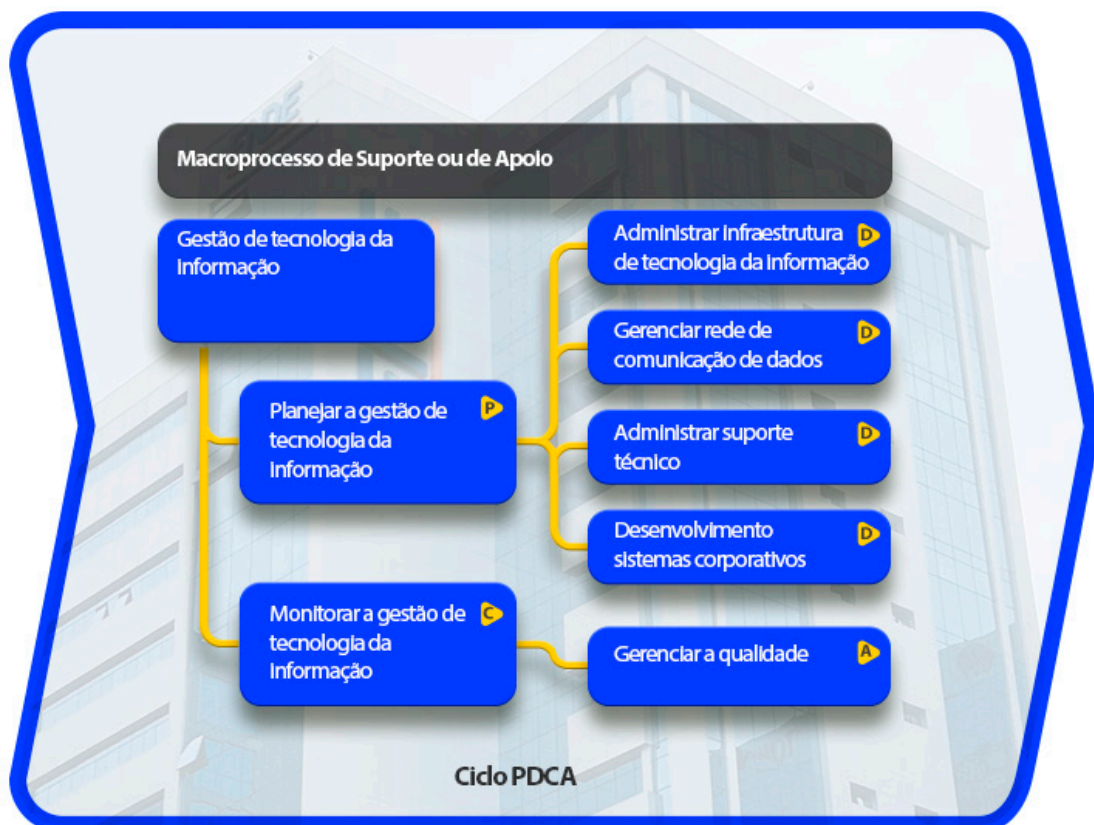 Macroprocesso de Suporte ou de Apoio
Gestão de tecnologia da
informação
Planejar a gestão de
tecnologia da
informação
P
Administrar infraestrutura
de tecnologia da informação
D
Gerenciar rede de
comunicação de dados
D
Administrar suporte
técnico
D
Desenvolvimento
sistemas corporativos
D
Monitorar a gestão de
tecnologia da
informação
C
Gerenciar a qualidade
A
Ciclo PDCA